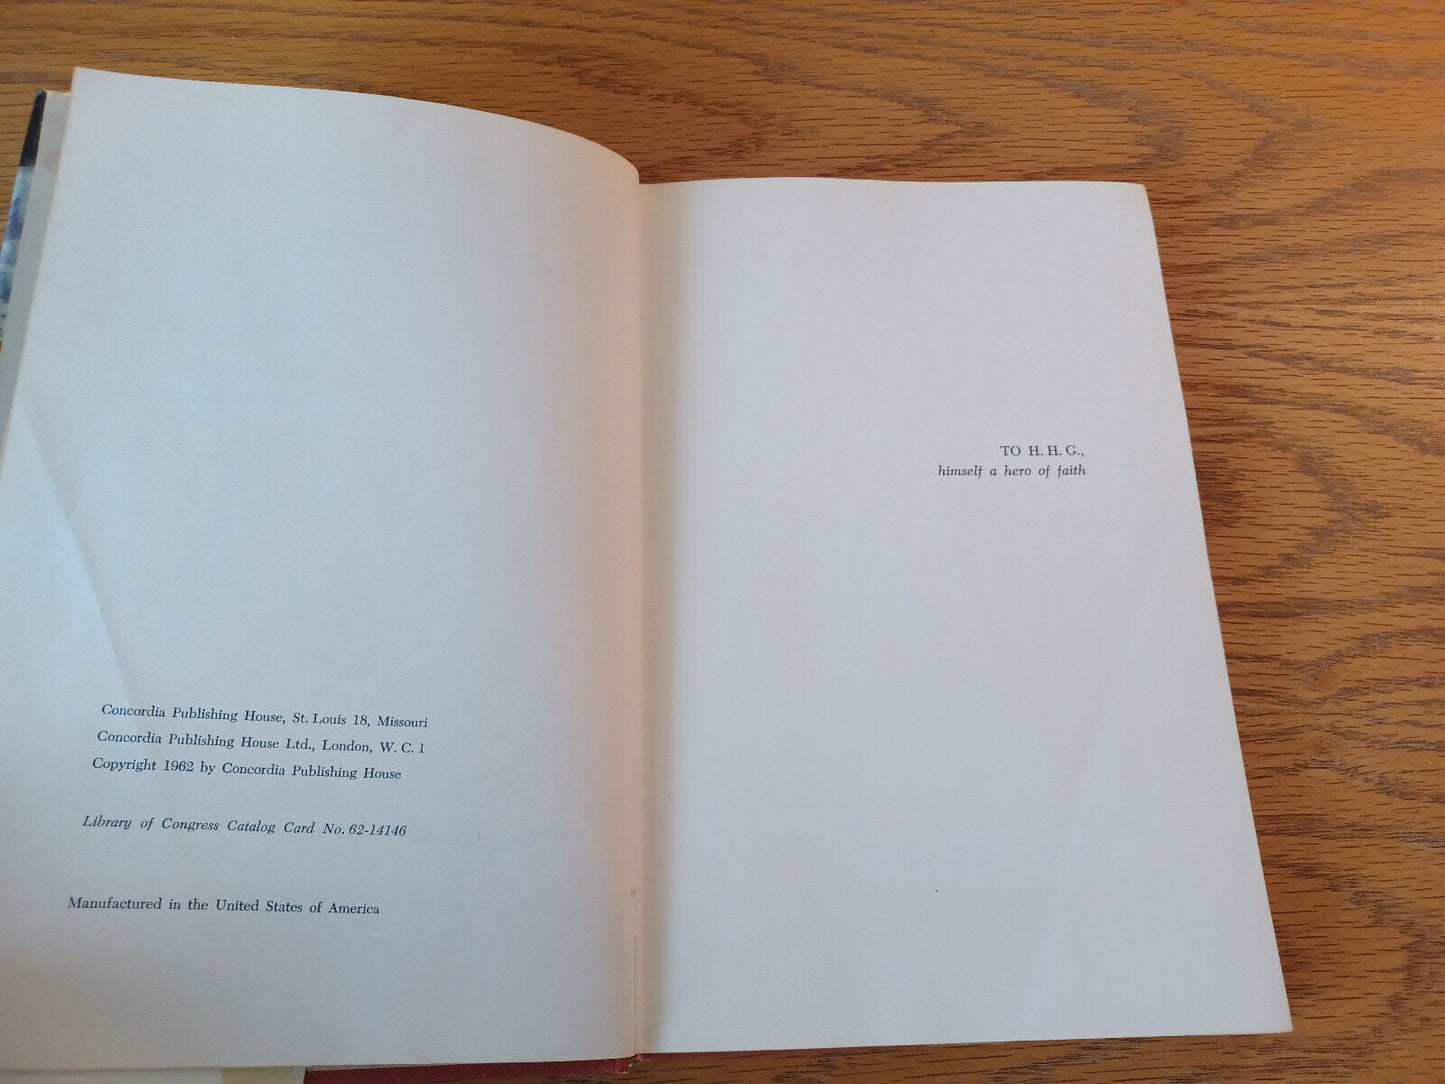 Concordia Publishing House, St. Louis 18, Missouri
Concordia Publishing House Ltd., London, W. C. 1
Copyright 1962 by Concordia Publishing House
Library of Congress Catalog Card No. 62-14146
Manufactured in the United States of America
TO H. H. G.,
himself a hero of faith